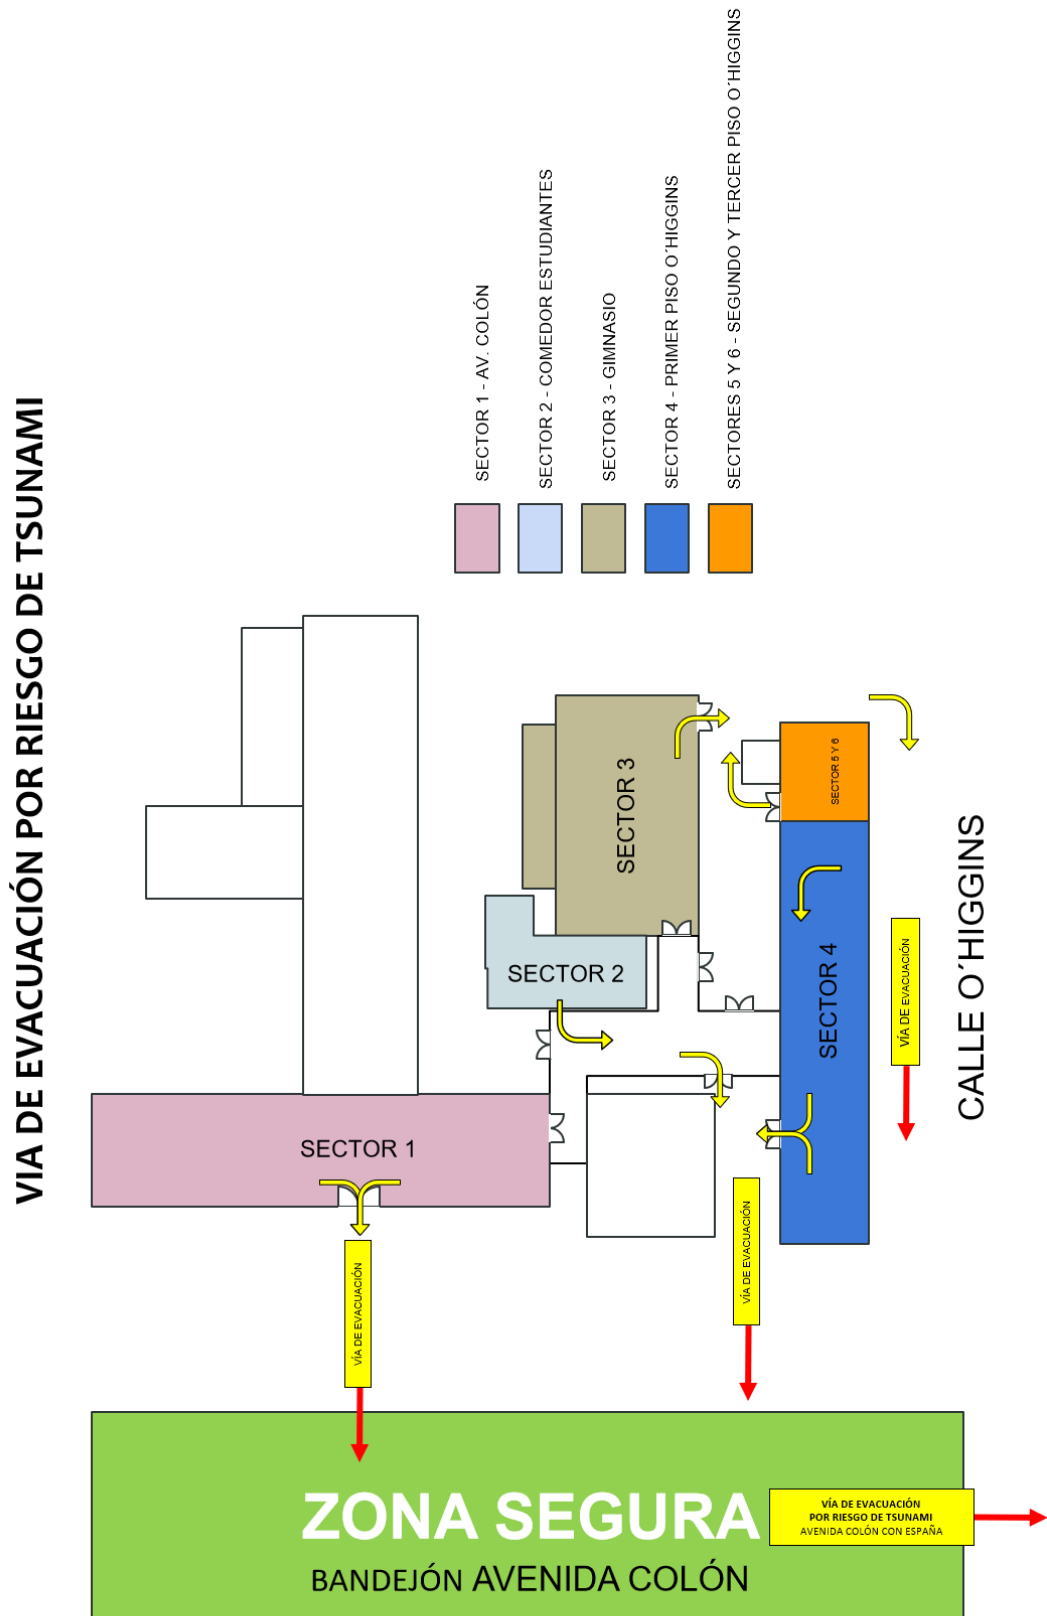 VIA DE EVACUACIÓN POR RIESGO DE TSUNAMI
SECTOR 1 - AV. COLÓN
SECTOR 2 - COMEDOR ESTUDIANTES
SECTOR 3 - GIMNASIO
SECTOR 4 - PRIMER PISO O´HIGGINS
SECTORES 5 Y 6 - SEGUNDO Y TERCER PISO O´HIGGINS
SECTOR 3
SECTOR 5 Y 6
SECTOR 2
SECTOR 4
VÍA DE EVACUACIÓN
CALLE O´HIGGINS
SECTOR 1
VÍA DE EVACUACIÓN
VÍA DE EVACUACIÓN
ZONA SEGURA
BANDEJÓN AVENIDA COLÓN
VÍA DE EVACUACIÓN
POR RIESGO DE TSUNAMI
AVENIDA COLÓN CON ESPAÑA